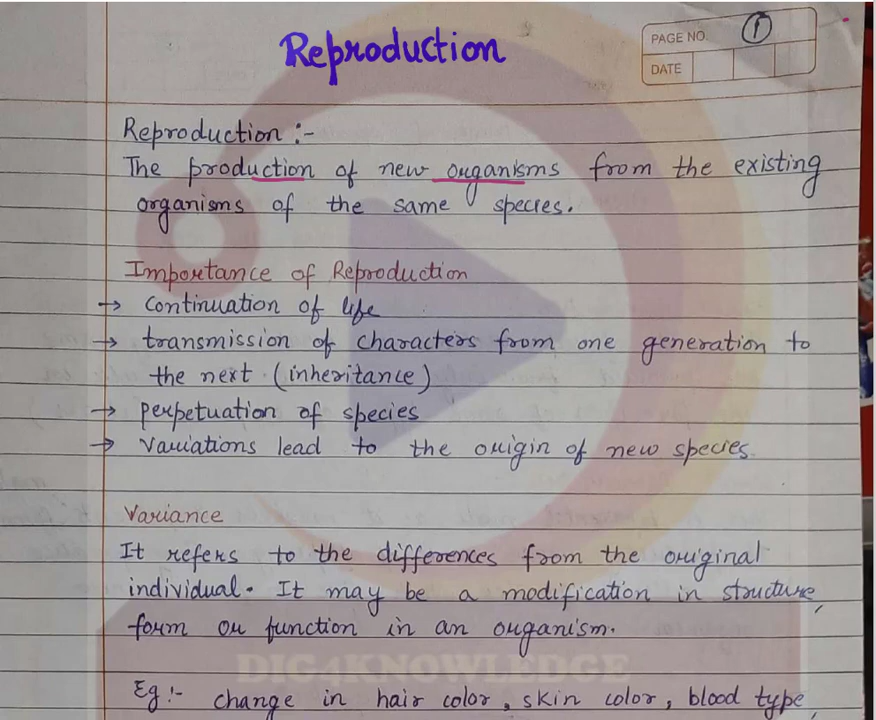 Reproduction
PAGE NO. 1
DATE
Reproduction :-
The production of new organisms from the existing
organisms of the same species.
Importance of Reproduction
→ continuation of life
→ transmission of characters from one generation to
the next (inheritance)
→ perpetuation of species
→ variations lead to the origin of new species.
Variance
It refers to the differences from the original
individual. It may be a modification in structure,
form or function in an organism.
DIG4KNOWLEDGE
Eg :- change in hair color, skin color, blood type,